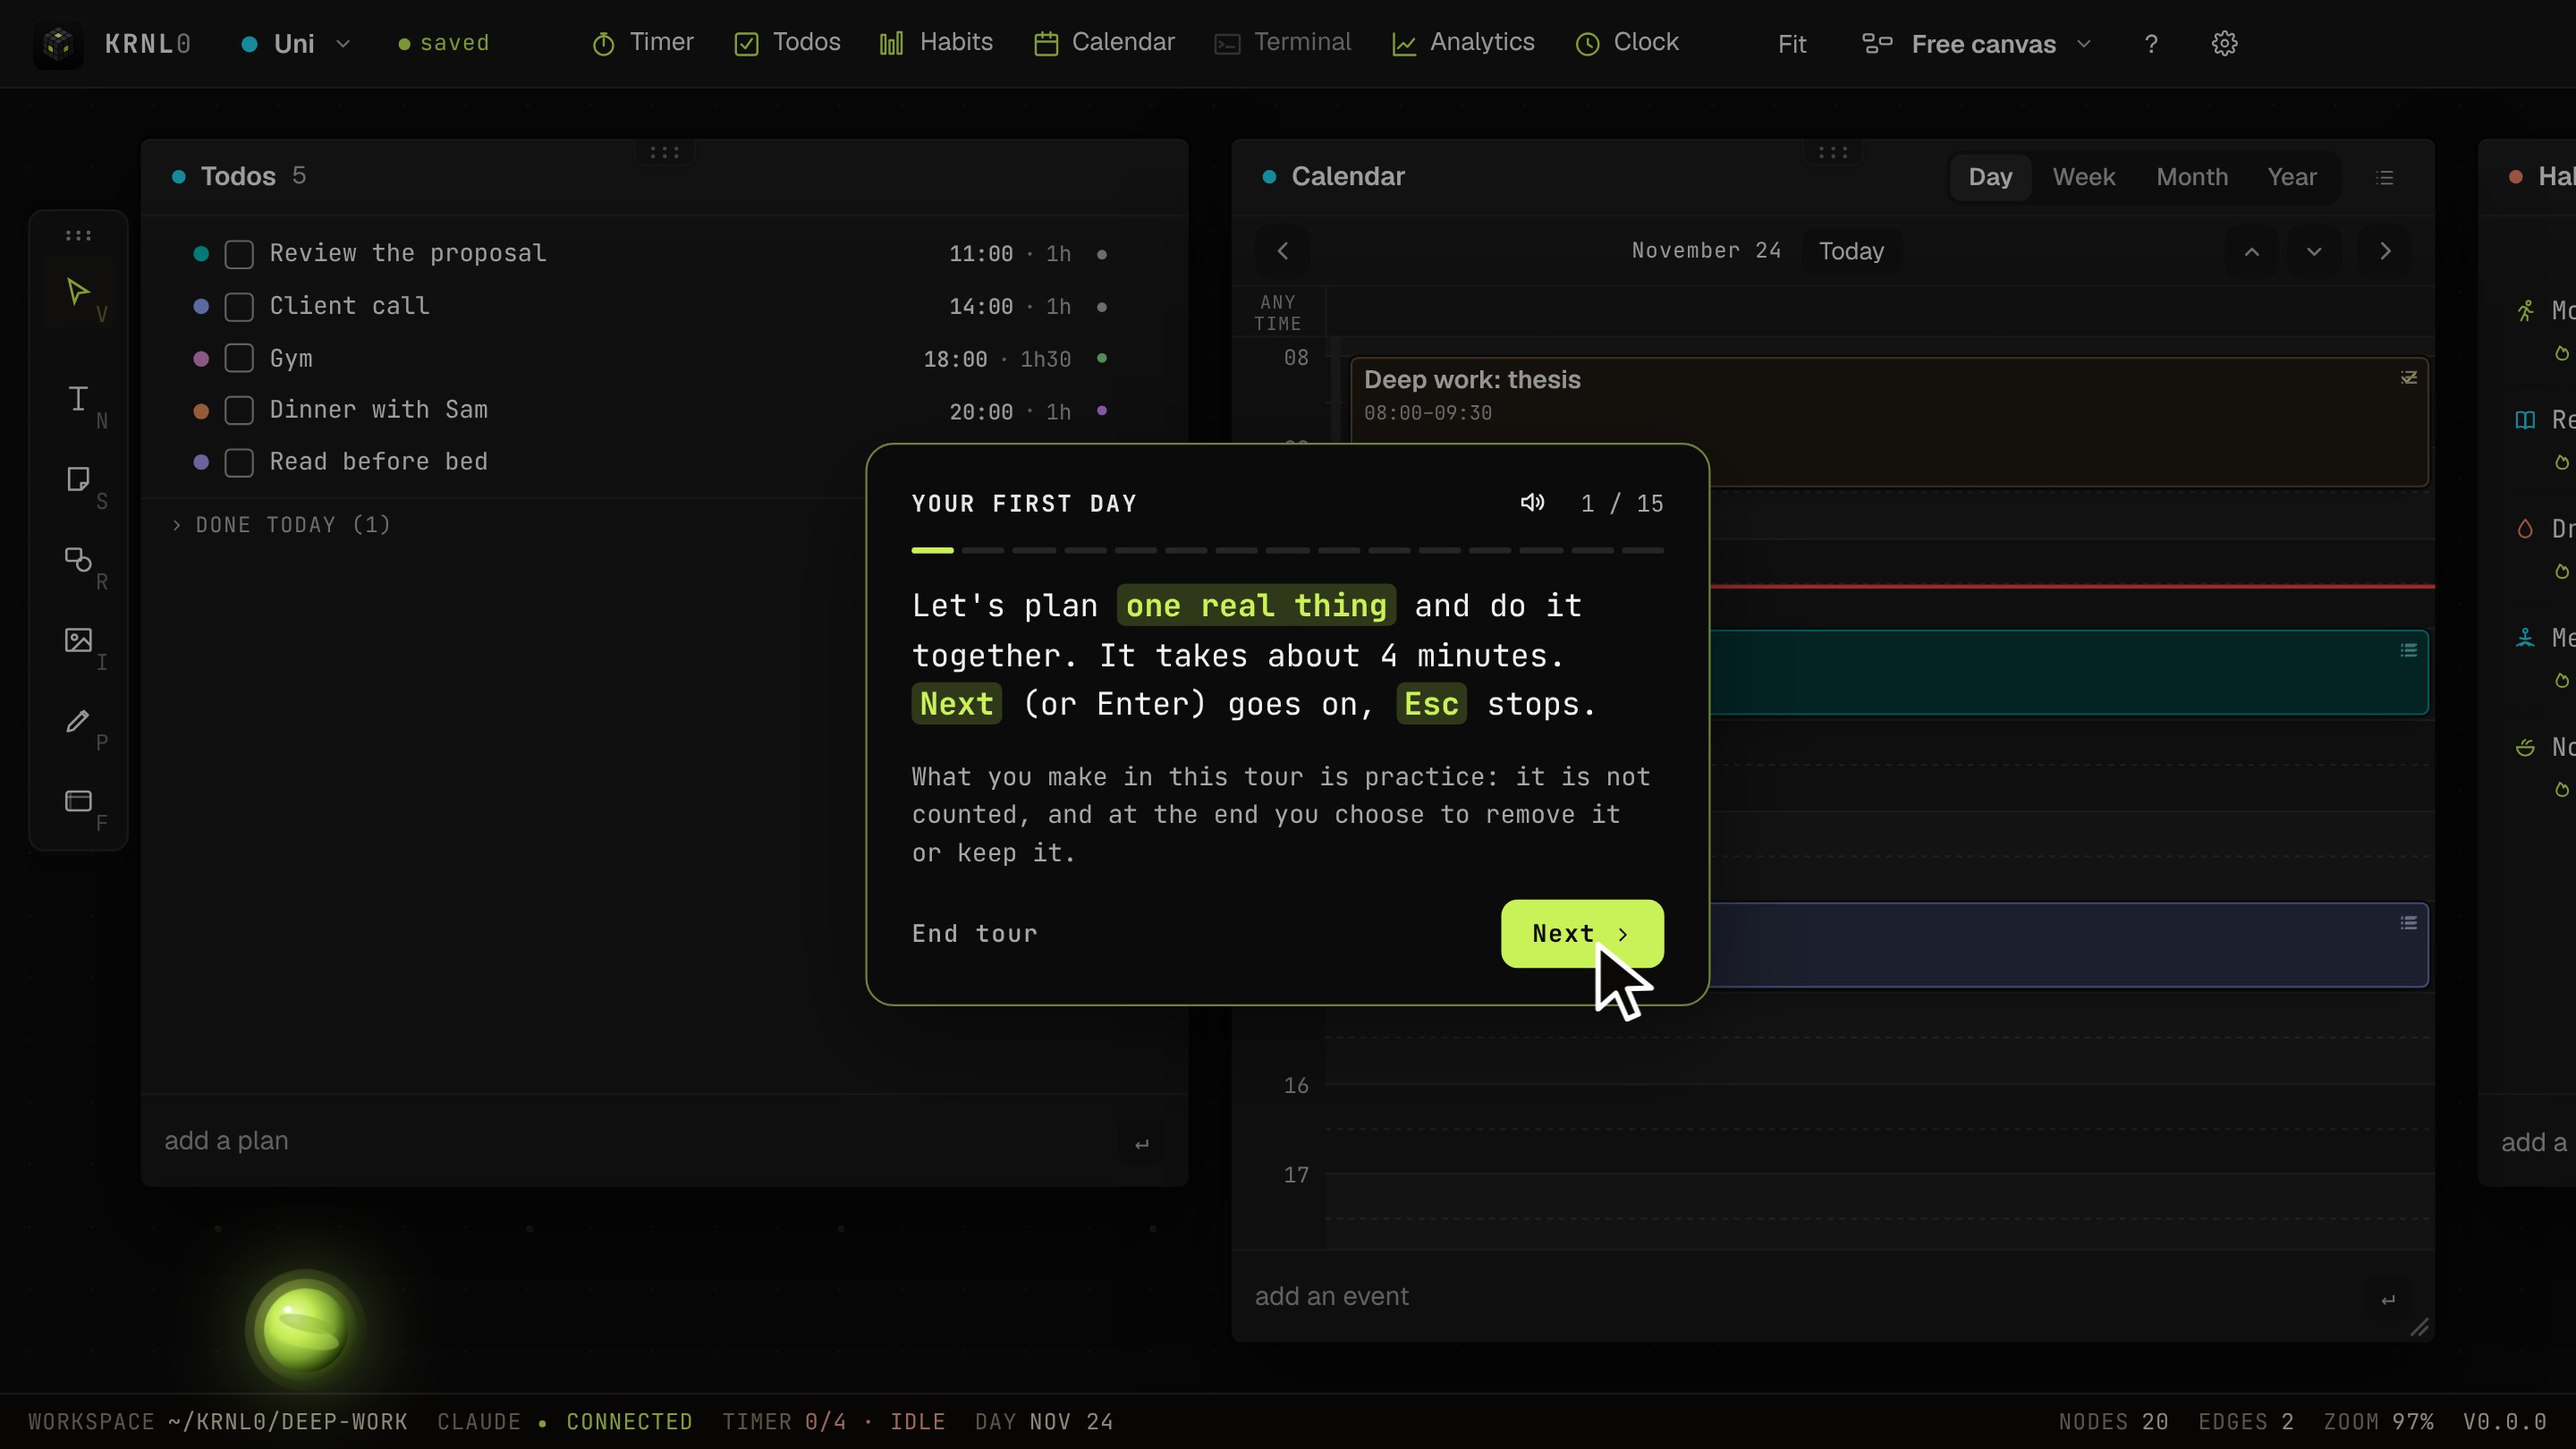 KRNL0
Uni
saved
Timer
Todos
Habits
Calendar
Terminal
Analytics
Clock
Fit
Free canvas
?
Todos 5
Review the proposal 11:00 · 1h
Client call 14:00 · 1h
Gym 18:00 · 1h30
Dinner with Sam 20:00 · 1h
Read before bed
DONE TODAY (1)
add a plan
V
N
S
R
I
P
F
Calendar
Day Week Month Year
November 24 Today
ANY
TIME
08
Deep work: thesis
08:00–09:30
16
17
add an event
add a
YOUR FIRST DAY 1 / 15
Let's plan one real thing and do it
together. It takes about 4 minutes.
Next (or Enter) goes on, Esc stops.
What you make in this tour is practice: it is not
counted, and at the end you choose to remove it
or keep it.
End tour Next
WORKSPACE ~/KRNL0/DEEP-WORK CLAUDE • CONNECTED TIMER 0/4 · IDLE DAY NOV 24
NODES 20 EDGES 2 ZOOM 97% V0.0.0